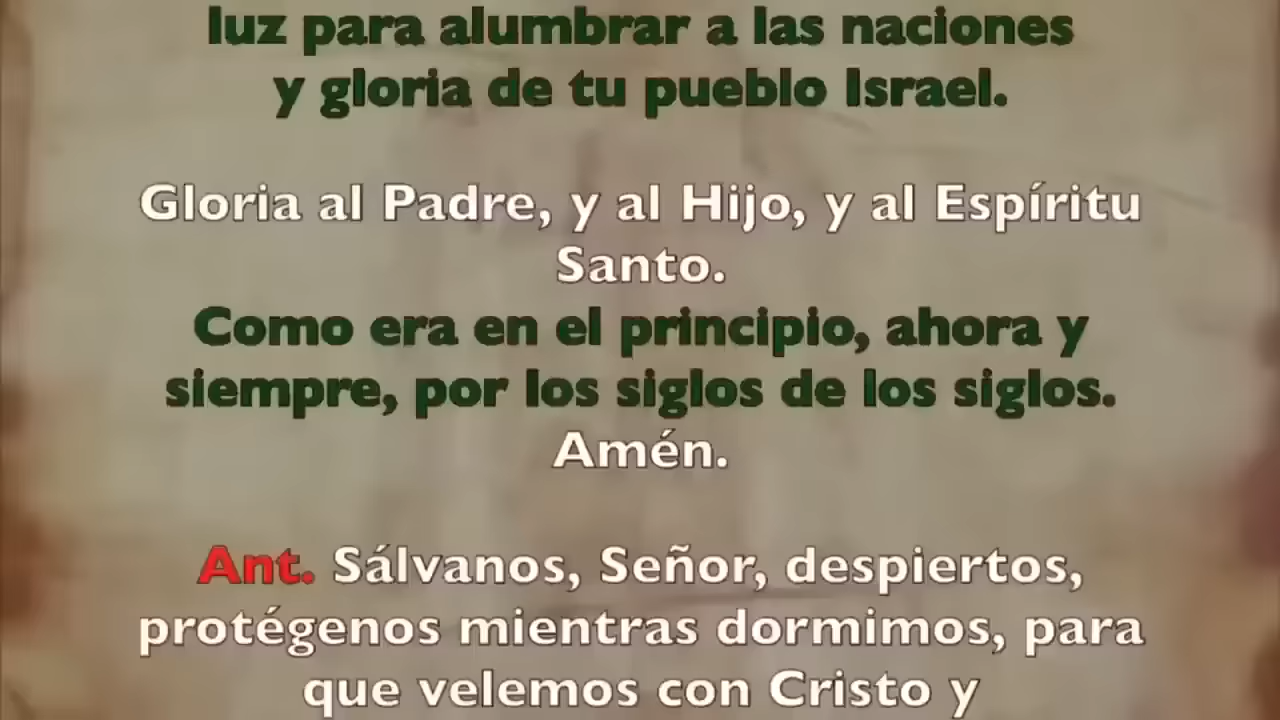 luz para alumbrar a las naciones
y gloria de tu pueblo Israel.
Gloria al Padre, y al Hijo, y al Espíritu
Santo.
Como era en el principio, ahora y
siempre, por los siglos de los siglos.
Amén.
Ant. Sálvanos, Señor, despiertos,
protégenos mientras dormimos, para
que velemos con Cristo y